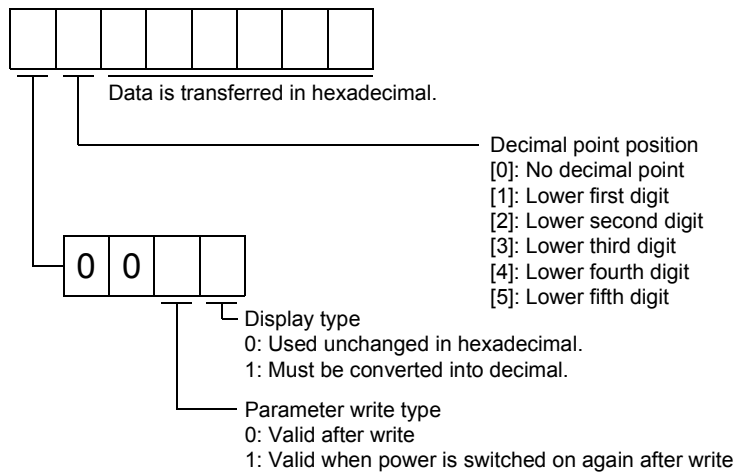 Data is transferred in hexadecimal.
Decimal point position
[0]: No decimal point
[1]: Lower first digit
[2]: Lower second digit
[3]: Lower third digit
[4]: Lower fourth digit
[5]: Lower fifth digit
0 0
Display type
0: Used unchanged in hexadecimal.
1: Must be converted into decimal.
Parameter write type
0: Valid after write
1: Valid when power is switched on again after write